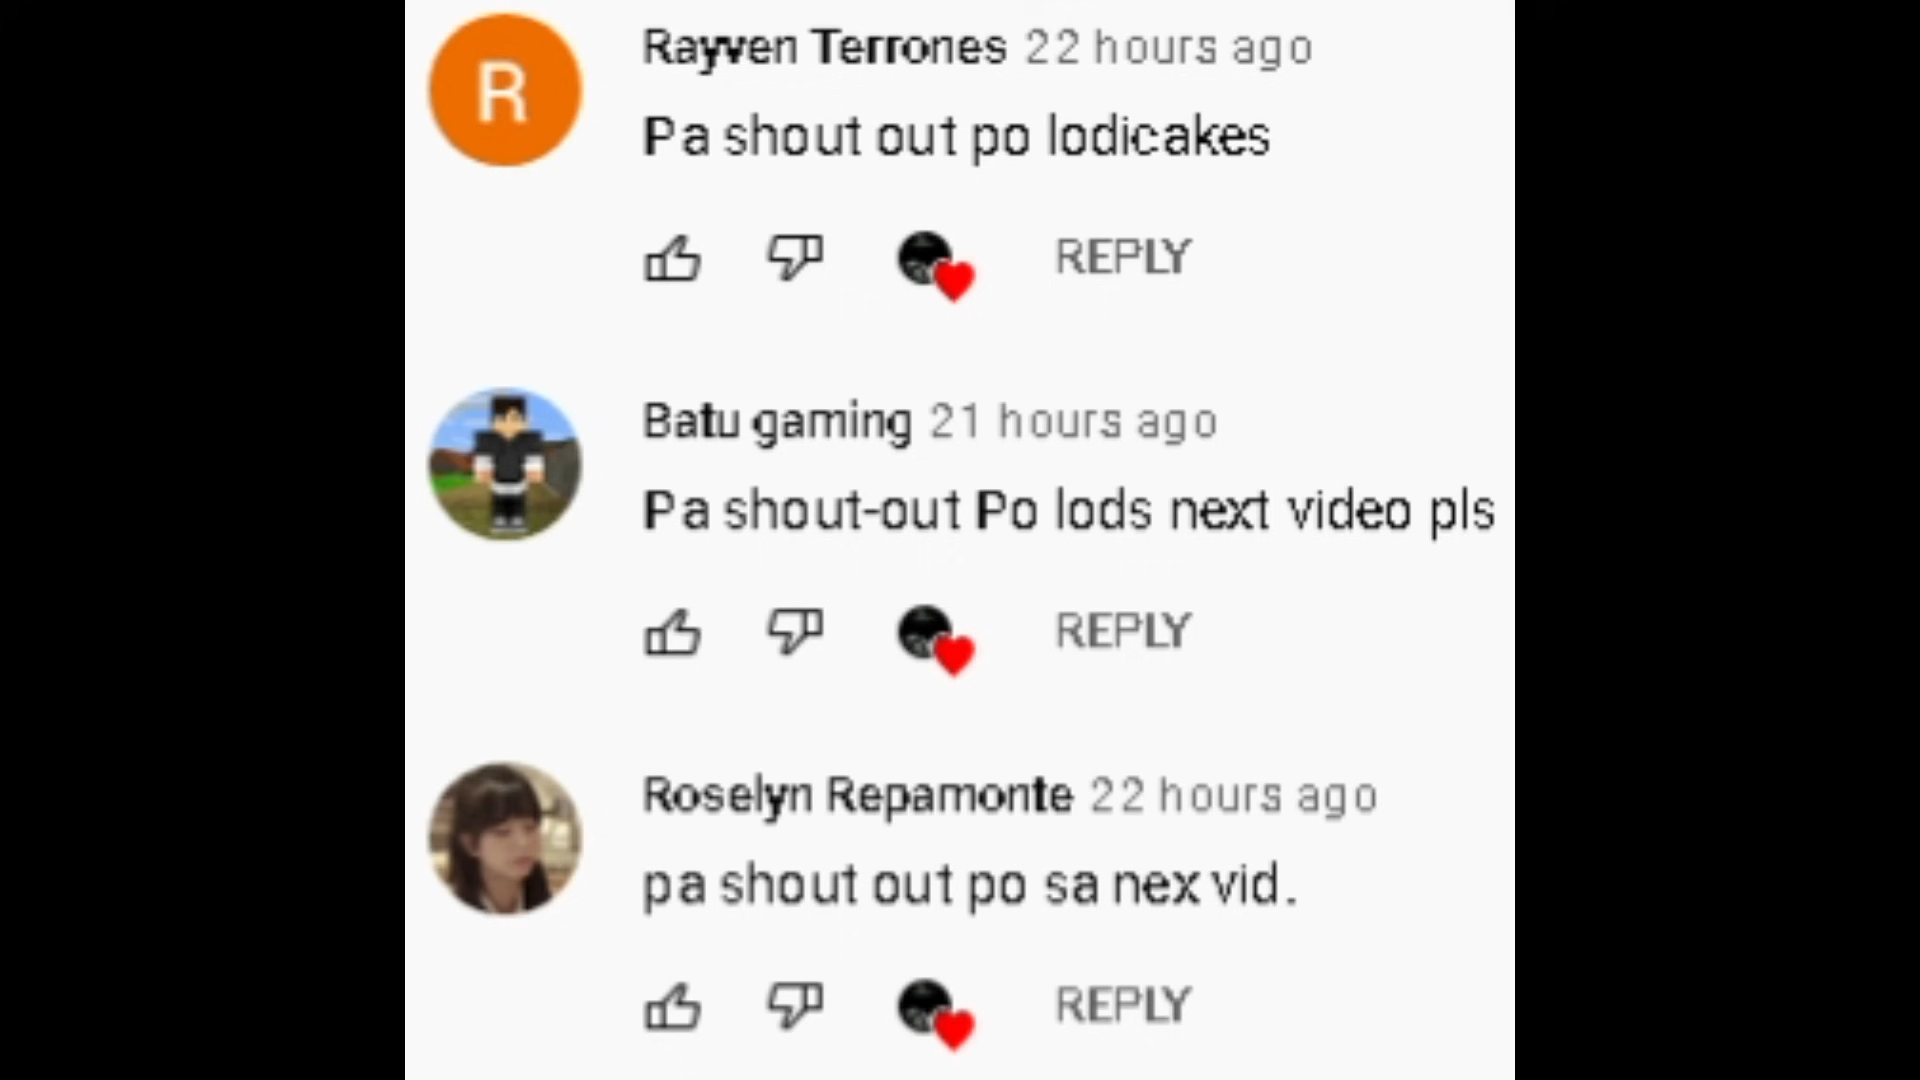 R
Rayven Terrones 22 hours ago
Pa shout out po lodicakes
REPLY
Batu gaming 21 hours ago
Pa shout-out Po lods next video pls
REPLY
Roselyn Repamonte 22 hours ago
pa shout out po sa nex vid.
REPLY